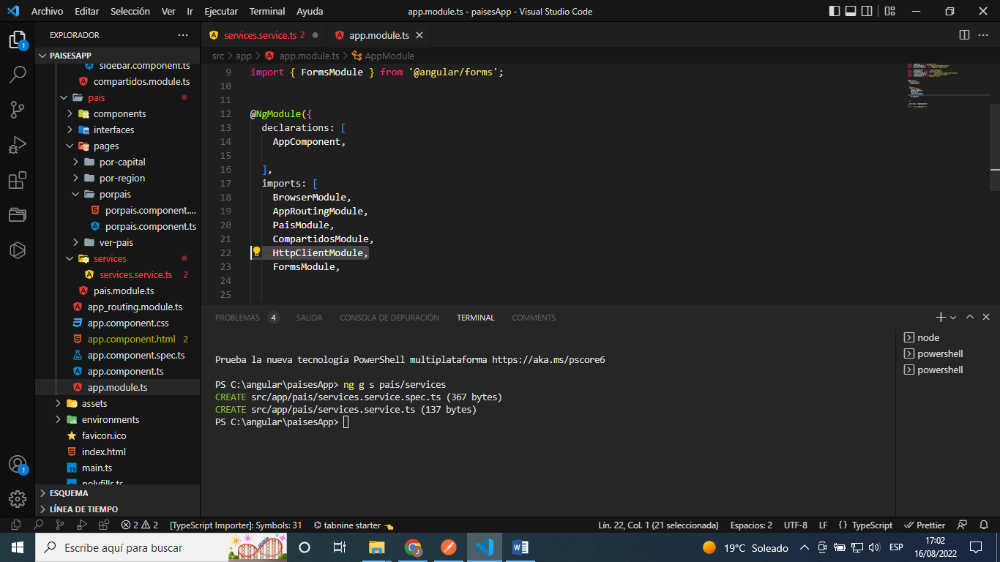 Archivo Editar Selección Ver Ir Ejecutar Terminal Ayuda
app.module.ts - paisesApp - Visual Studio Code
EXPLORADOR
PAISESAPP
sidebar.component.ts
compartidos.module.ts
pais
components
interfaces
pages
por-capital
por-region
porpais
porpais.component....
porpais.component.ts
ver-pais
services
services.service.ts 2
pais.module.ts
app_routing.module.ts
app.component.css
app.component.html 2
app.component.spec.ts
app.component.ts
app.module.ts
assets
environments
favicon.ico
index.html
main.ts
polyfills.ts
ESQUEMA
LÍNEA DE TIEMPO
1
1
services.service.ts 2
app.module.ts
src > app > app.module.ts > AppModule
9 import { FormsModule } from '@angular/forms';
10
11
12 @NgModule({
13 declarations: [
14 AppComponent,
15
16 ],
17 imports: [
18 BrowserModule,
19 AppRoutingModule,
20 PaisModule,
21 CompartidosModule,
22 HttpClientModule,
23 FormsModule,
24
25
PROBLEMAS 4 SALIDA CONSOLA DE DEPURACIÓN TERMINAL COMMENTS
Prueba la nueva tecnología PowerShell multiplataforma https://aka.ms/pscore6
PS C:\angular\paisesApp> ng g s pais/services
CREATE src/app/pais/services.service.spec.ts (367 bytes)
CREATE src/app/pais/services.service.ts (137 bytes)
PS C:\angular\paisesApp>
node
powershell
powershell
2 2 [TypeScript Importer]: Symbols: 31 tabnine starter
Lín. 22, Col. 1 (21 seleccionada) Espacios: 2 UTF-8 LF { } TypeScript Prettier
Escribe aquí para buscar
19°C Soleado
ESP
17:02
16/08/2022